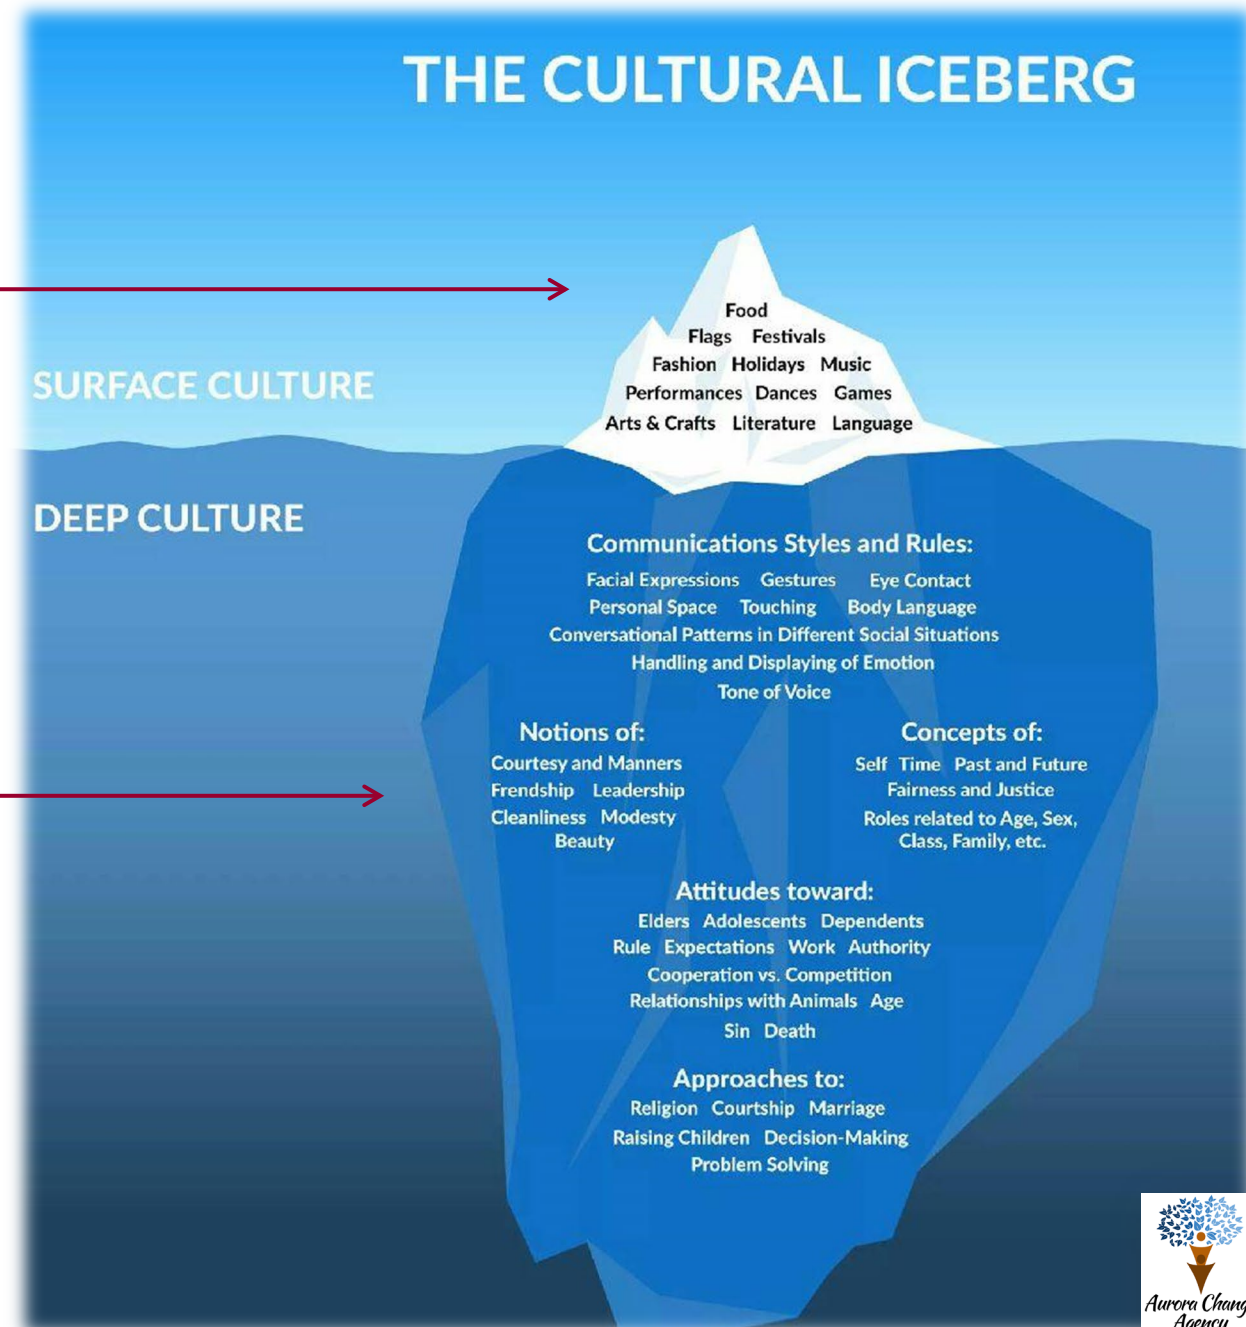 THE CULTURAL ICEBERG
Food
Flags Festivals
Fashion Holidays Music
Performances Dances Games
Arts & Crafts Literature Language
SURFACE CULTURE
DEEP CULTURE
Communications Styles and Rules:
Facial Expressions Gestures Eye Contact
Personal Space Touching Body Language
Conversational Patterns in Different Social Situations
Handling and Displaying of Emotion
Tone of Voice
Notions of:
Courtesy and Manners
Frendship Leadership
Cleanliness Modesty
Beauty
Concepts of:
Self Time Past and Future
Fairness and Justice
Roles related to Age, Sex,
Class, Family, etc.
Attitudes toward:
Elders Adolescents Dependents
Rule Expectations Work Authority
Cooperation vs. Competition
Relationships with Animals Age
Sin Death
Approaches to:
Religion Courtship Marriage
Raising Children Decision-Making
Problem Solving
Aurora Chang
Agency